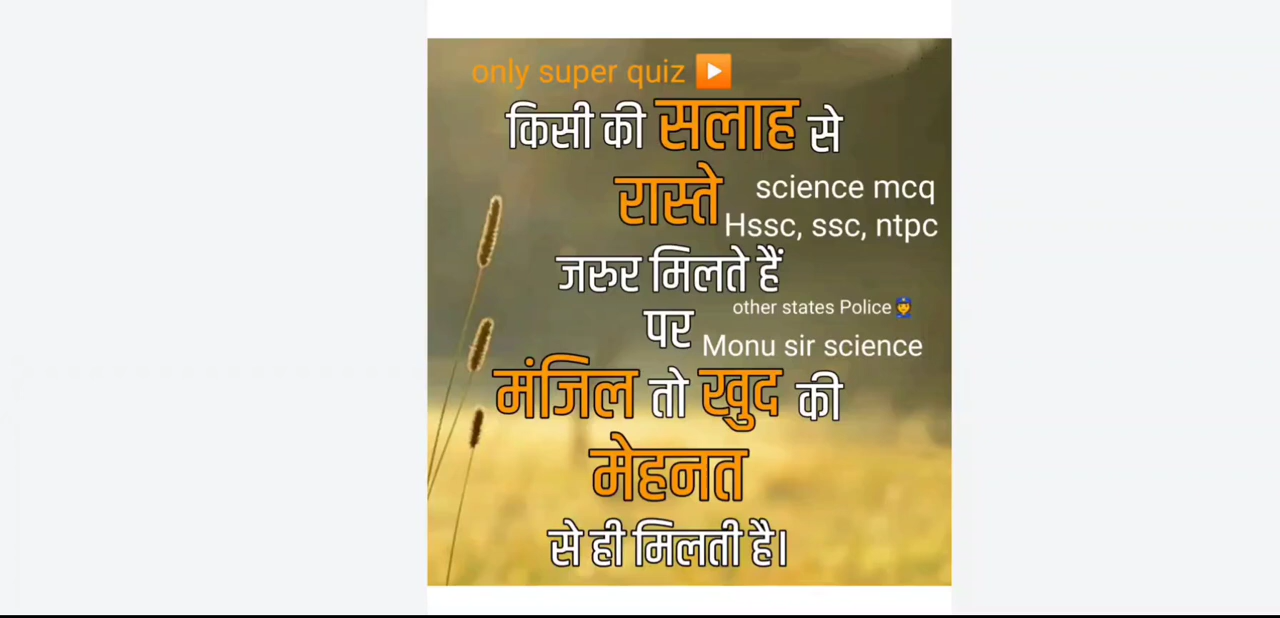 only super quiz ▶️
किसी की सलाह से
रास्ते
science mcq
Hssc, ssc, ntpc
जरुर मिलते हैं
other states Police👮
पर
Monu sir science
मंजिल तो खुद की
मेहनत
से ही मिलती है।